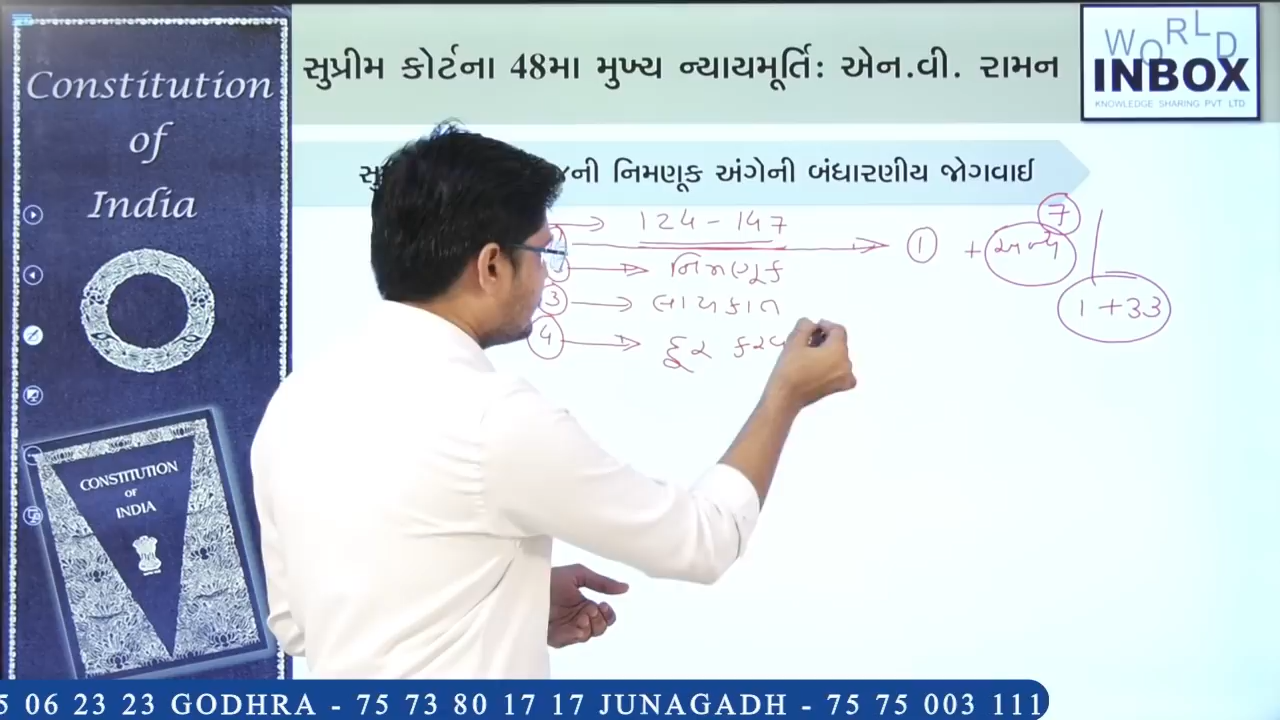 Constitution
of
India
CONSTITUTION
OF
INDIA
સુપ્રીમ કોર્ટના 48મા મુખ્ય ન્યાયમૂર્તિઃ એન.વી. રામન
WORLD
INBOX
KNOWLEDGE SHARING PVT LTD
ની નિમણૂક અંગેની બંધારણીય જોગવાઈ
124 - 147
1 + અન્ય 7
1 + 33
નિમણૂક
3 લાયકાત
4 દૂર
5 06 23 23 GODHRA - 75 73 80 17 17 JUNAGADH - 75 75 003 111